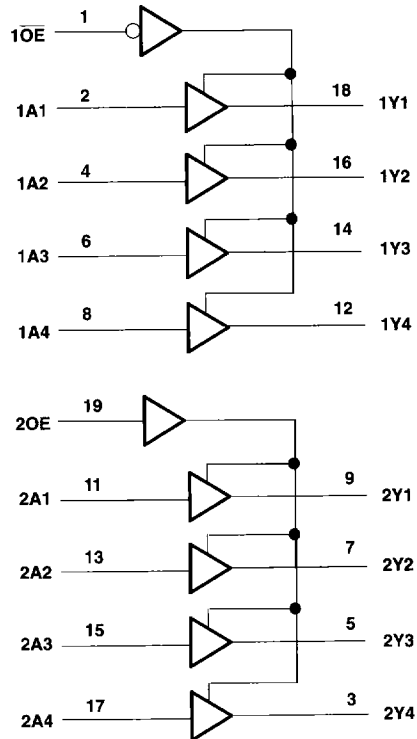 1O̅E̅ 1
1A1 2 18 1Y1
1A2 4 16 1Y2
1A3 6 14 1Y3
1A4 8 12 1Y4
2OE 19
2A1 11 9 2Y1
2A2 13 7 2Y2
2A3 15 5 2Y3
2A4 17 3 2Y4